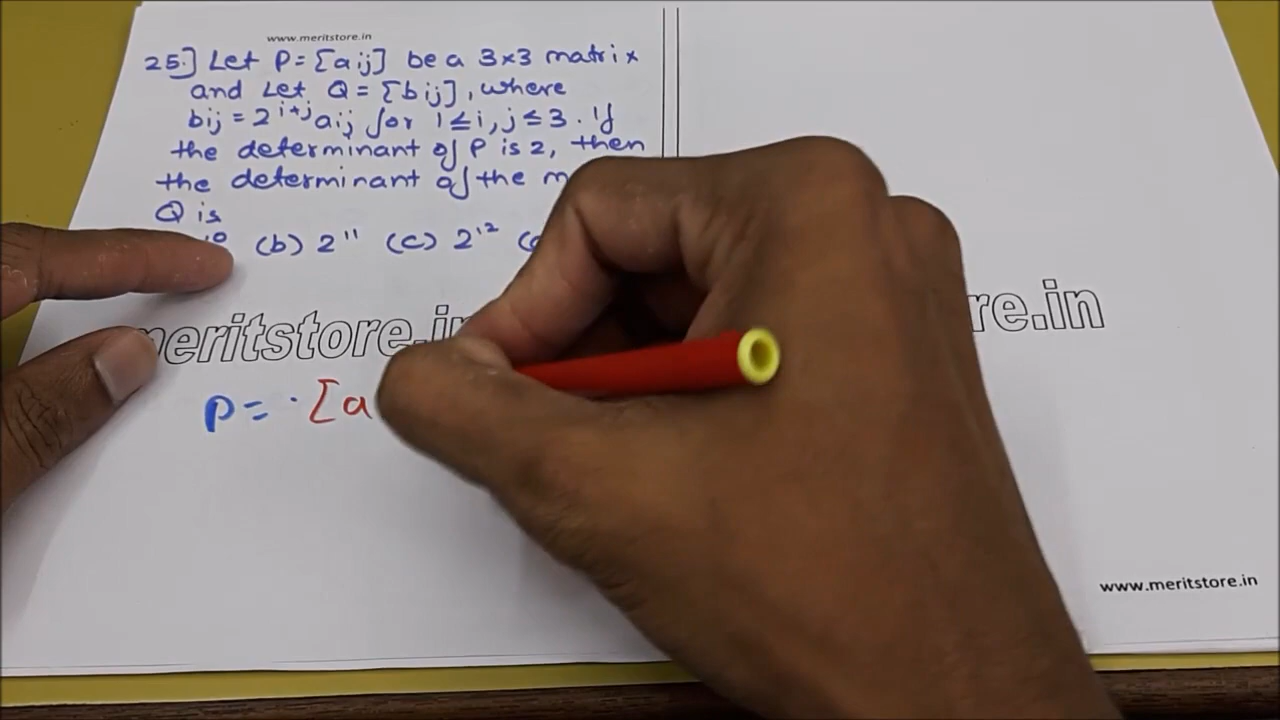 www.meritstore.in
25.] Let P = [aij] be a 3×3 matrix
and Let Q = [bij], where
bij = 2^{i+j} aij for 1≤i, j≤3. If
the determinant of P is 2, then
the determinant of the
Q is
(b) 2^{11} (c) 2^{12}
meritstore.in
re.in
P = . [a
www.meritstore.in